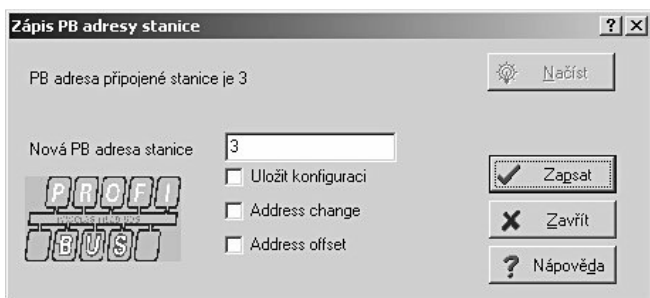 Zápis PB adresy stanice
PB adresa připojené stanice je 3
Načíst
Nová PB adresa stanice
3
Uložit konfiguraci
Address change
Address offset
Zapsat
Zavřít
Nápověda
PROFI
BUS